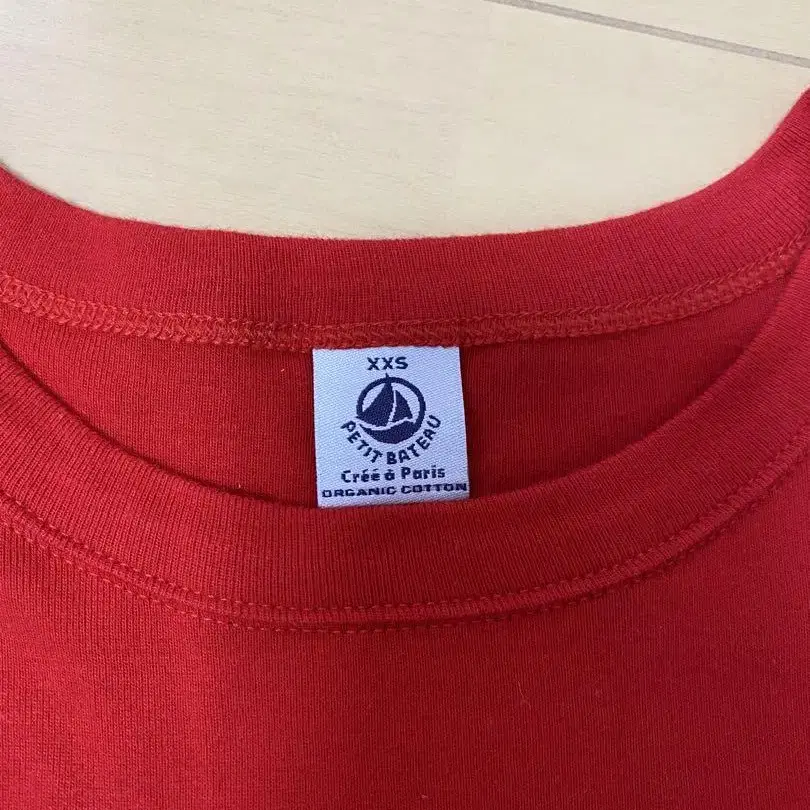 XXS
PETIT BATEAU
Créé à Paris
ORGANIC COTTON